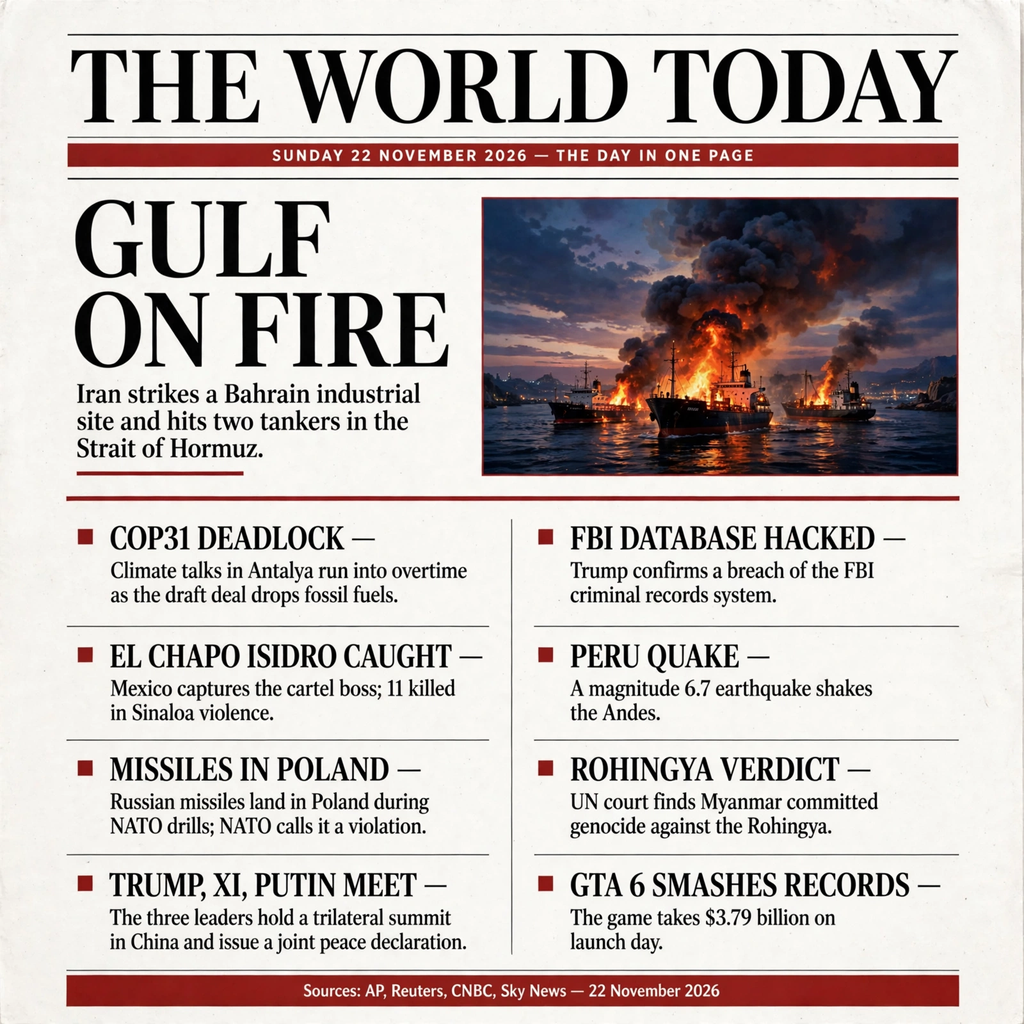 THE WORLD TODAY
SUNDAY 22 NOVEMBER 2026 — THE DAY IN ONE PAGE
GULF
ON FIRE
Iran strikes a Bahrain industrial
site and hits two tankers in the
Strait of Hormuz.
COP31 DEADLOCK —
Climate talks in Antalya run into overtime
as the draft deal drops fossil fuels.
EL CHAPO ISIDRO CAUGHT —
Mexico captures the cartel boss; 11 killed
in Sinaloa violence.
MISSILES IN POLAND —
Russian missiles land in Poland during
NATO drills; NATO calls it a violation.
TRUMP, XI, PUTIN MEET —
The three leaders hold a trilateral summit
in China and issue a joint peace declaration.
FBI DATABASE HACKED —
Trump confirms a breach of the FBI
criminal records system.
PERU QUAKE —
A magnitude 6.7 earthquake shakes
the Andes.
ROHINGYA VERDICT —
UN court finds Myanmar committed
genocide against the Rohingya.
GTA 6 SMASHES RECORDS —
The game takes $3.79 billion on
launch day.
Sources: AP, Reuters, CNBC, Sky News — 22 November 2026